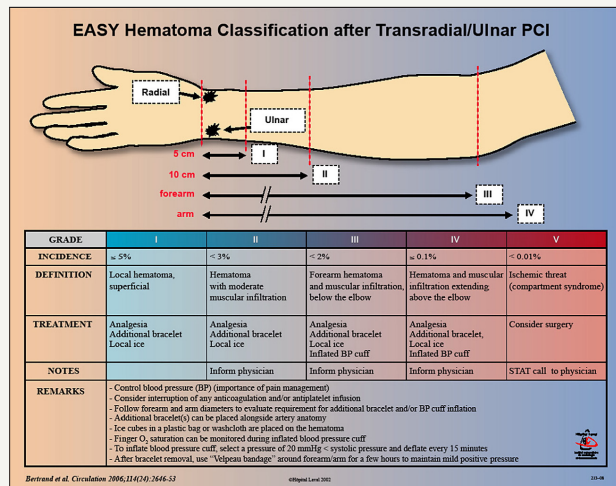 EASY Hematoma Classification after Transradial/Ulnar PCI
Radial
Ulnar
5 cm
I
10 cm
II
forearm
III
arm
IV
GRADE I II III IV V
INCIDENCE ≤ 5% < 3% < 2% ≤ 0.1% < 0.01%
DEFINITION
Local hematoma,
superficial
Hematoma
with moderate
muscular infiltration
Forearm hematoma
and muscular infiltration,
below the elbow
Hematoma and muscular
infiltration extending
above the elbow
Ischemic threat
(compartment syndrome)
TREATMENT
Analgesia
Additional bracelet
Local ice
Analgesia
Additional bracelet
Local ice
Analgesia
Additional bracelet
Local ice
Inflated BP cuff
Analgesia
Additional bracelet,
Local ice
Inflated BP cuff
Consider surgery
NOTES
Inform physician
Inform physician
Inform physician
STAT call to physician
REMARKS
- Control blood pressure (BP) (importance of pain management)
- Consider interruption of any anticoagulation and/or antiplatelet infusion
- Follow forearm and arm diameters to evaluate requirement for additional bracelet and/or BP cuff inflation
- Additional bracelet(s) can be placed alongside artery anatomy
- Ice cubes in a plastic bag or washcloth are placed on the hematoma
- Finger O₂ saturation can be monitored during inflated blood pressure cuff
- To inflate blood pressure cuff, select a pressure of 20 mmHg < systolic pressure and deflate every 15 minutes
- After bracelet removal, use “Velpeau bandage” around forearm/arm for a few hours to maintain mild positive pressure
Bertrand et al. Circulation 2006;114(24):2646-53
©Hôpital Laval 2002